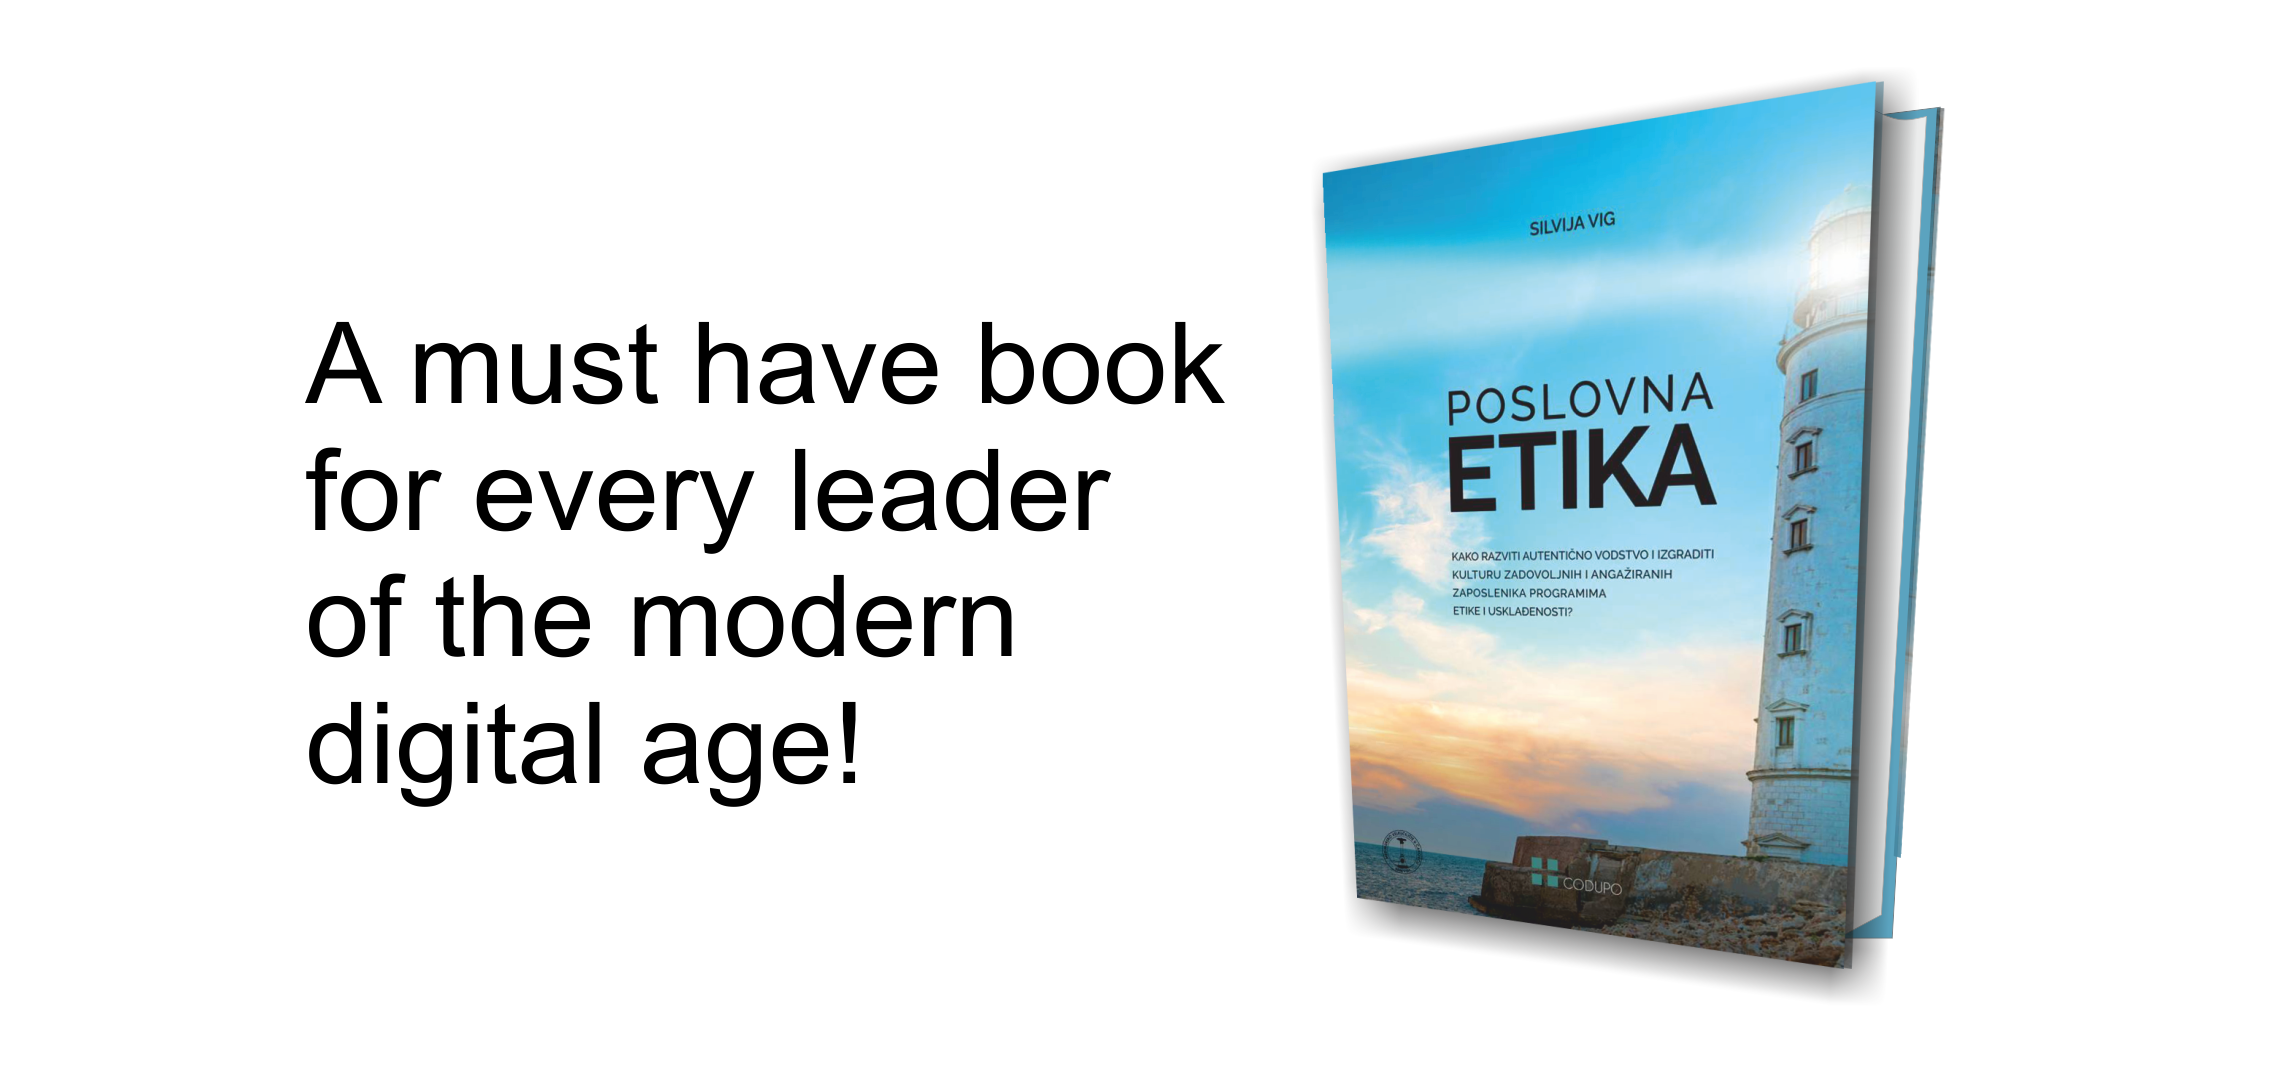 A must have book
for every leader
of the modern
digital age!
SILVIJA VIG
POSLOVNA
ETIKA
KAKO RAZVITI AUTENTIČNO VODSTVO I IZGRADITI
KULTURU ZADOVOLJNIH I ANGAŽIRANIH
ZAPOSLENIKA PROGRAMIMA
ETIKE I USKLAĐENOSTI?
CODUPO